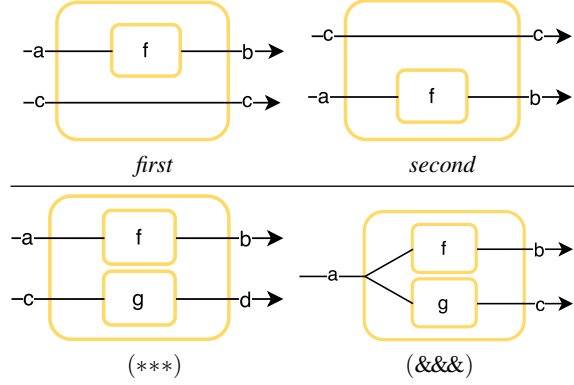 a f b
c c
first
c c
a f b
second
a f b
c g d
(***)
a f b
g c
(&&&)